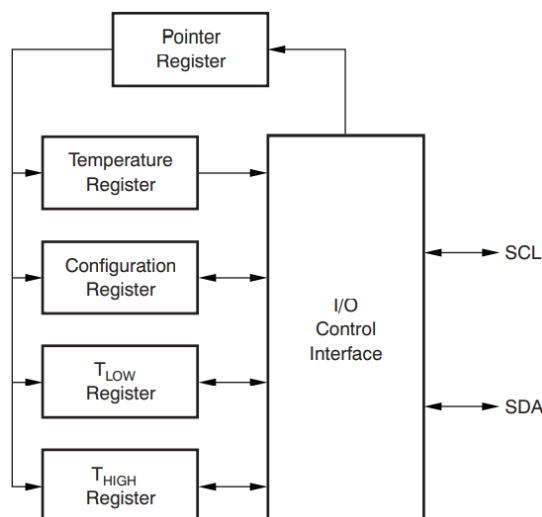 Pointer
Register
Temperature
Register
Configuration
Register
TLOW
Register
THIGH
Register
I/O
Control
Interface
SCL
SDA